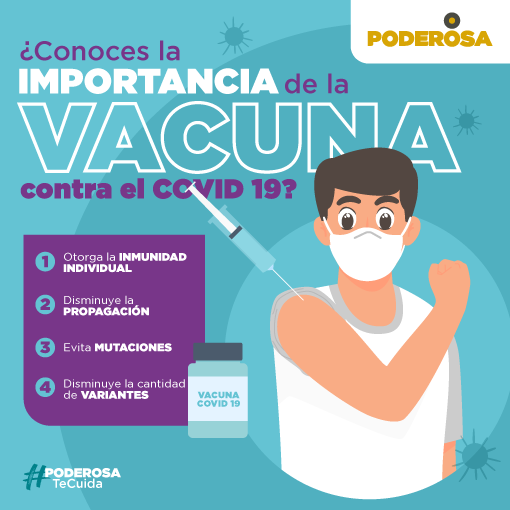 PODEROSA
¿Conoces la
IMPORTANCIA de la
VACUNA
contra el COVID 19?
1 Otorga la INMUNIDAD
INDIVIDUAL
2 Disminuye la
PROPAGACIÓN
3 Evita MUTACIONES
4 Disminuye la cantidad
de VARIANTES
VACUNA
COVID 19
#PODEROSA
TeCuida